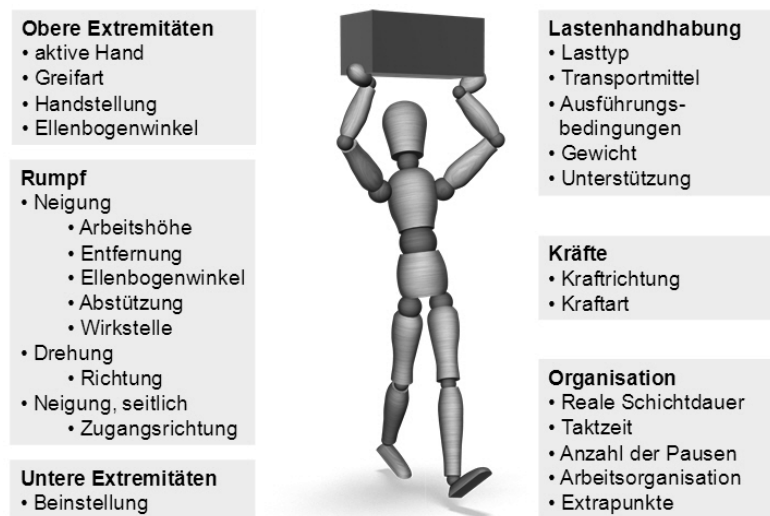 Obere Extremitäten
• aktive Hand
• Greifart
• Handstellung
• Ellenbogenwinkel
Rumpf
• Neigung
• Arbeitshöhe
• Entfernung
• Ellenbogenwinkel
• Abstützung
• Wirkstelle
• Drehung
• Richtung
• Neigung, seitlich
• Zugangsrichtung
Untere Extremitäten
• Beinstellung
Lastenhandhabung
• Lasttyp
• Transportmittel
• Ausführungs-
bedingungen
• Gewicht
• Unterstützung
Kräfte
• Kraftrichtung
• Kraftart
Organisation
• Reale Schichtdauer
• Taktzeit
• Anzahl der Pausen
• Arbeitsorganisation
• Extrapunkte